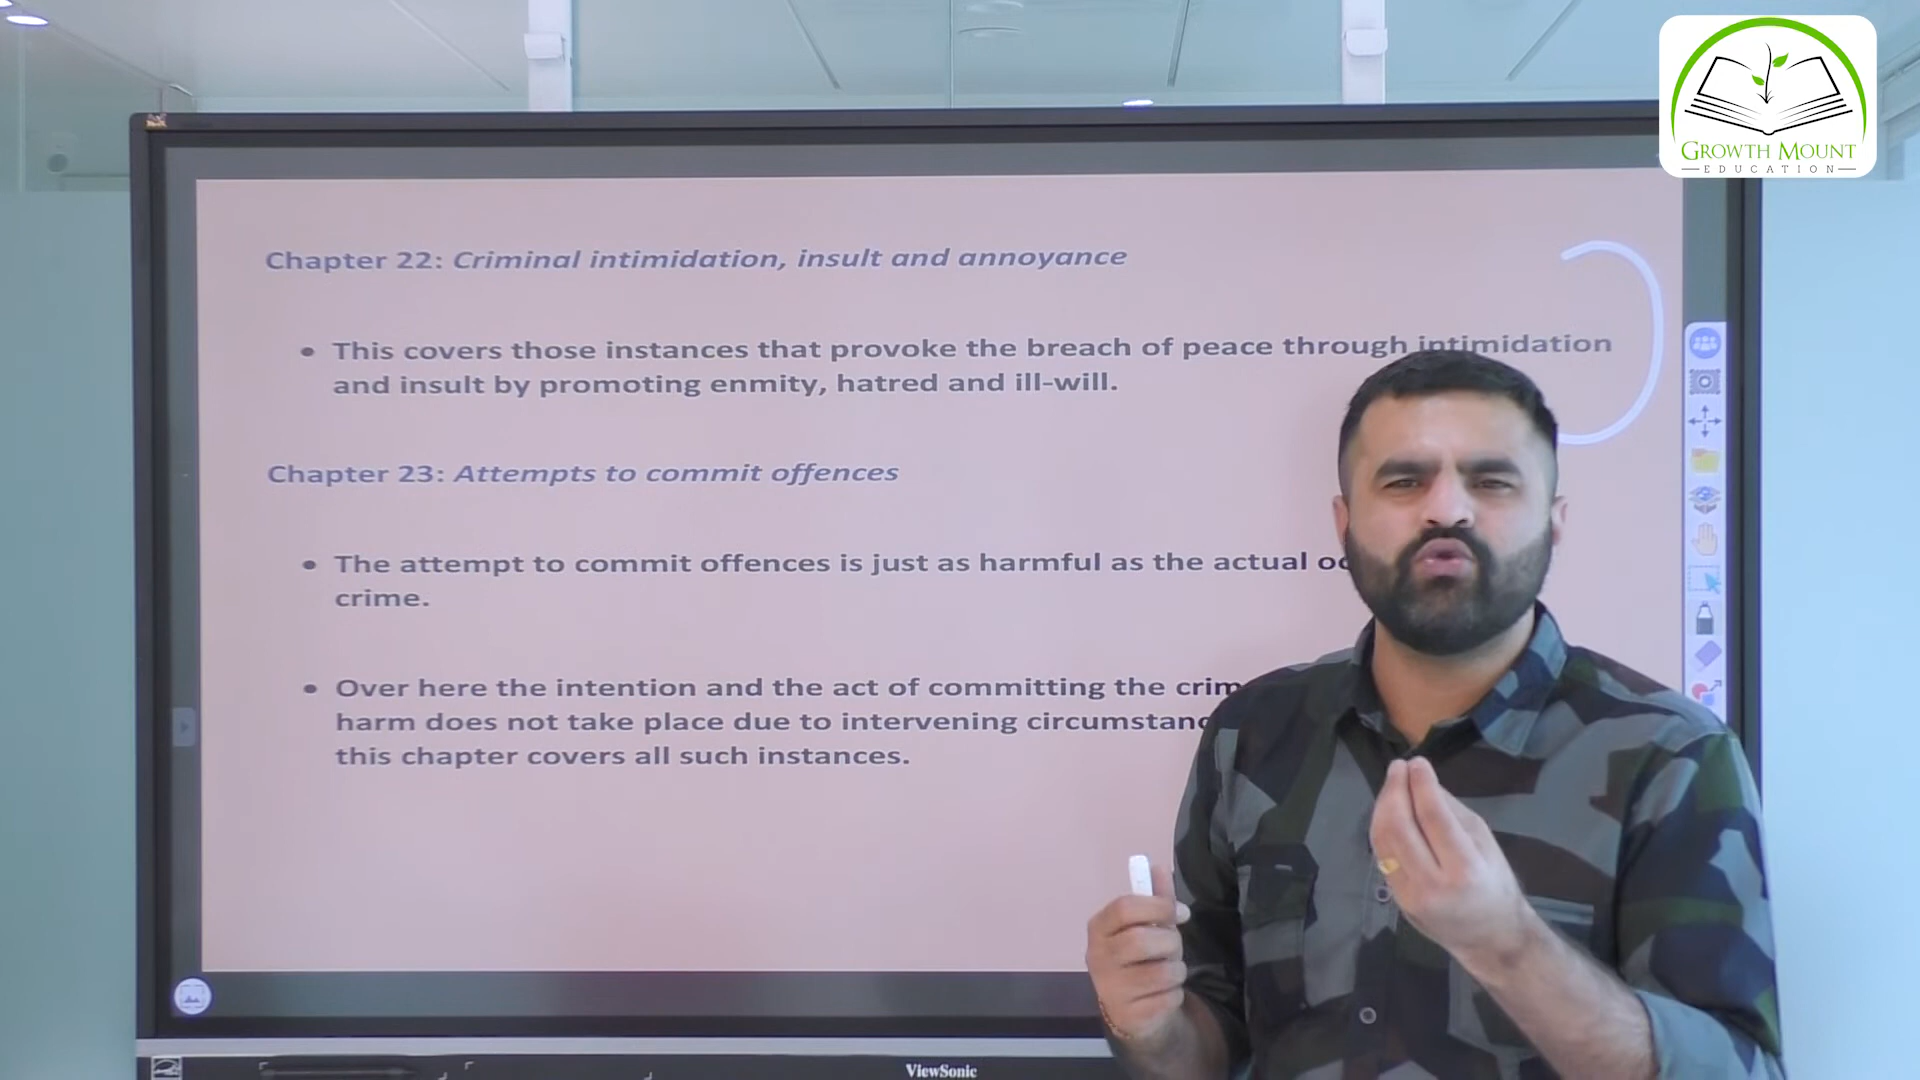 GROWTH MOUNT
EDUCATION
Chapter 22: Criminal intimidation, insult and annoyance
• This covers those instances that provoke the breach of peace through intimidation
and insult by promoting enmity, hatred and ill-will.
Chapter 23: Attempts to commit offences
• The attempt to commit offences is just as harmful as the actual
crime.
• Over here the intention and the act of committing the
harm does not take place due to intervening
this chapter covers all such instances.
ViewSonic